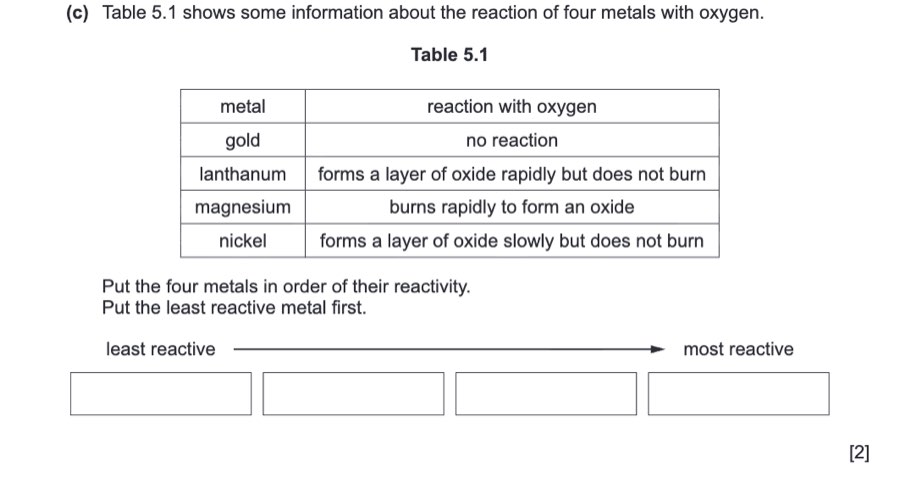 (c) Table 5.1 shows some information about the reaction of four metals with oxygen.
Table 5.1
metal reaction with oxygen
gold no reaction
lanthanum forms a layer of oxide rapidly but does not burn
magnesium burns rapidly to form an oxide
nickel forms a layer of oxide slowly but does not burn
Put the four metals in order of their reactivity.
Put the least reactive metal first.
least reactive most reactive
[2]